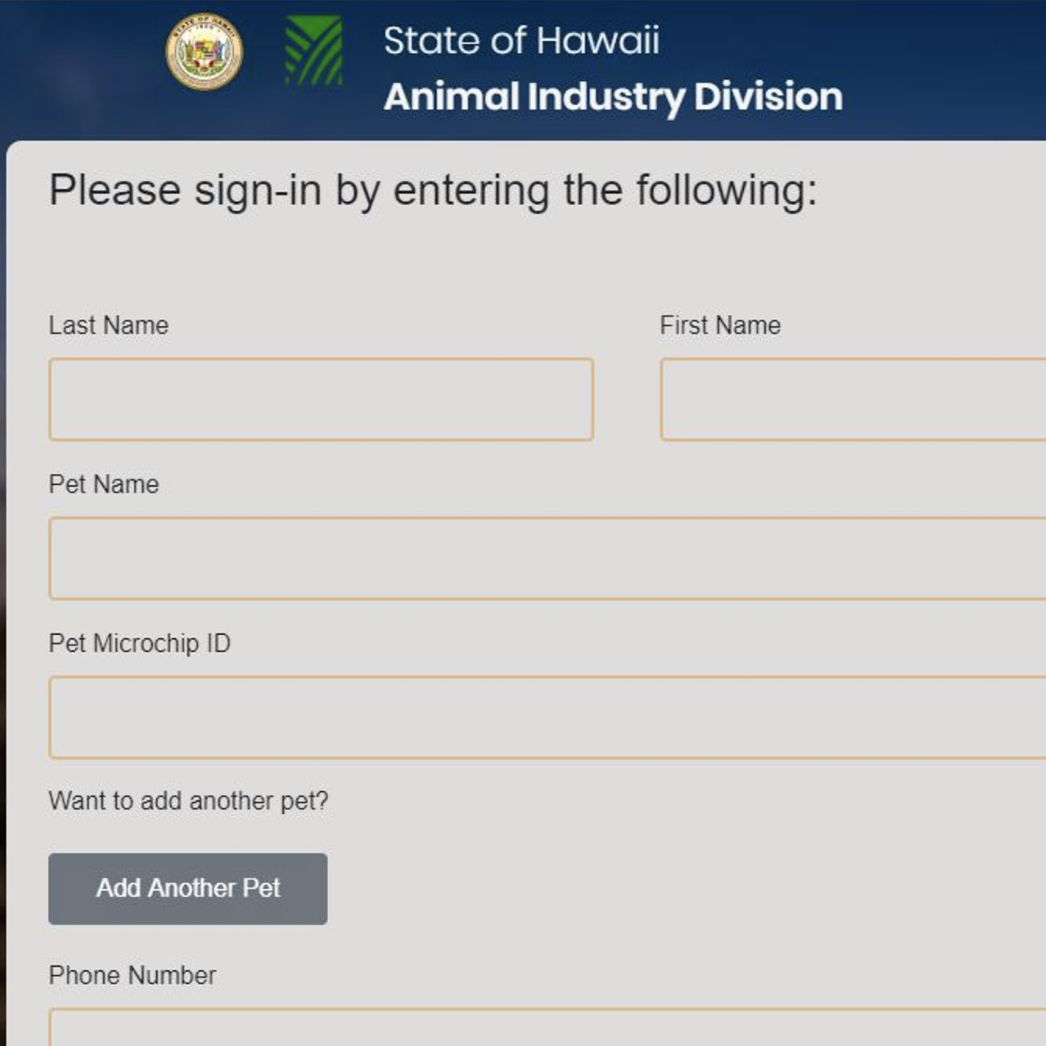 STATE OF HAWAII
State of Hawaii
Animal Industry Division
Please sign-in by entering the following:
Last Name
First Name
Pet Name
Pet Microchip ID
Want to add another pet?
Add Another Pet
Phone Number